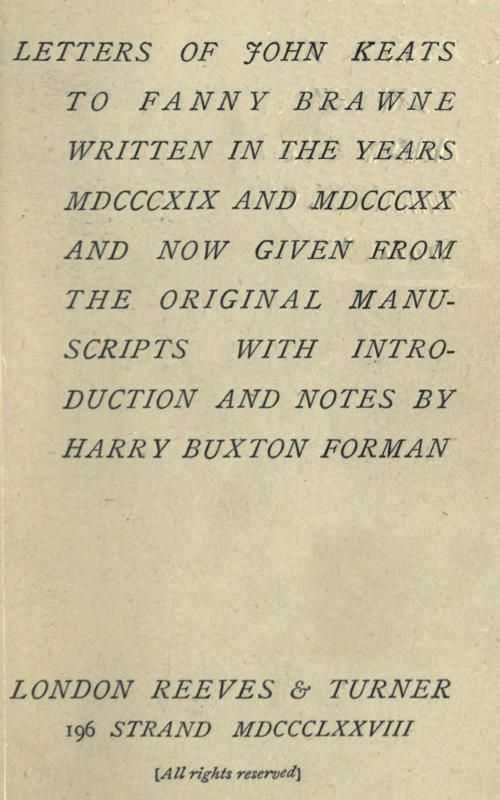 LETTERS OF JOHN KEATS
TO FANNY BRAWNE
WRITTEN IN THE YEARS
MDCCCXIX AND MDCCCXX
AND NOW GIVEN FROM
THE ORIGINAL MANU-
SCRIPTS WITH INTRO-
DUCTION AND NOTES BY
HARRY BUXTON FORMAN
LONDON REEVES & TURNER
196 STRAND MDCCCLXXVIII
[All rights reserved]